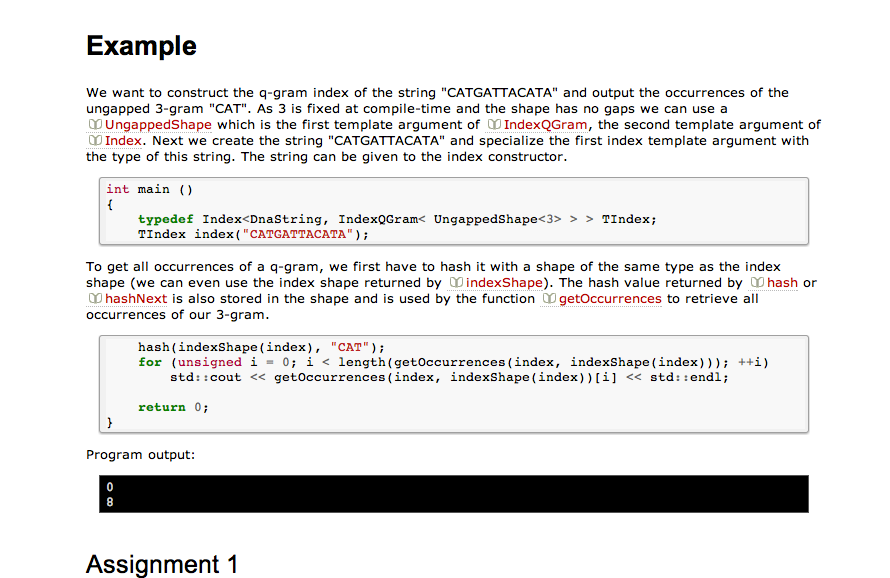 Example
We want to construct the q-gram index of the string "CATGATTACATA" and output the occurrences of the
ungapped 3-gram "CAT". As 3 is fixed at compile-time and the shape has no gaps we can use a
UngappedShape which is the first template argument of IndexQGram, the second template argument of
Index. Next we create the string "CATGATTACATA" and specialize the first index template argument with
the type of this string. The string can be given to the index constructor.
int main ()
{
    typedef Index<DnaString, IndexQGram< UngappedShape<3> > > TIndex;
    TIndex index("CATGATTACATA");
To get all occurrences of a q-gram, we first have to hash it with a shape of the same type as the index
shape (we can even use the index shape returned by indexShape). The hash value returned by hash or
hashNext is also stored in the shape and is used by the function getOccurrences to retrieve all
occurrences of our 3-gram.
    hash(indexShape(index), "CAT");
    for (unsigned i = 0; i < length(getOccurrences(index, indexShape(index))); ++i)
        std::cout << getOccurrences(index, indexShape(index))[i] << std::endl;
    return 0;
}
Program output:
0
8
Assignment 1